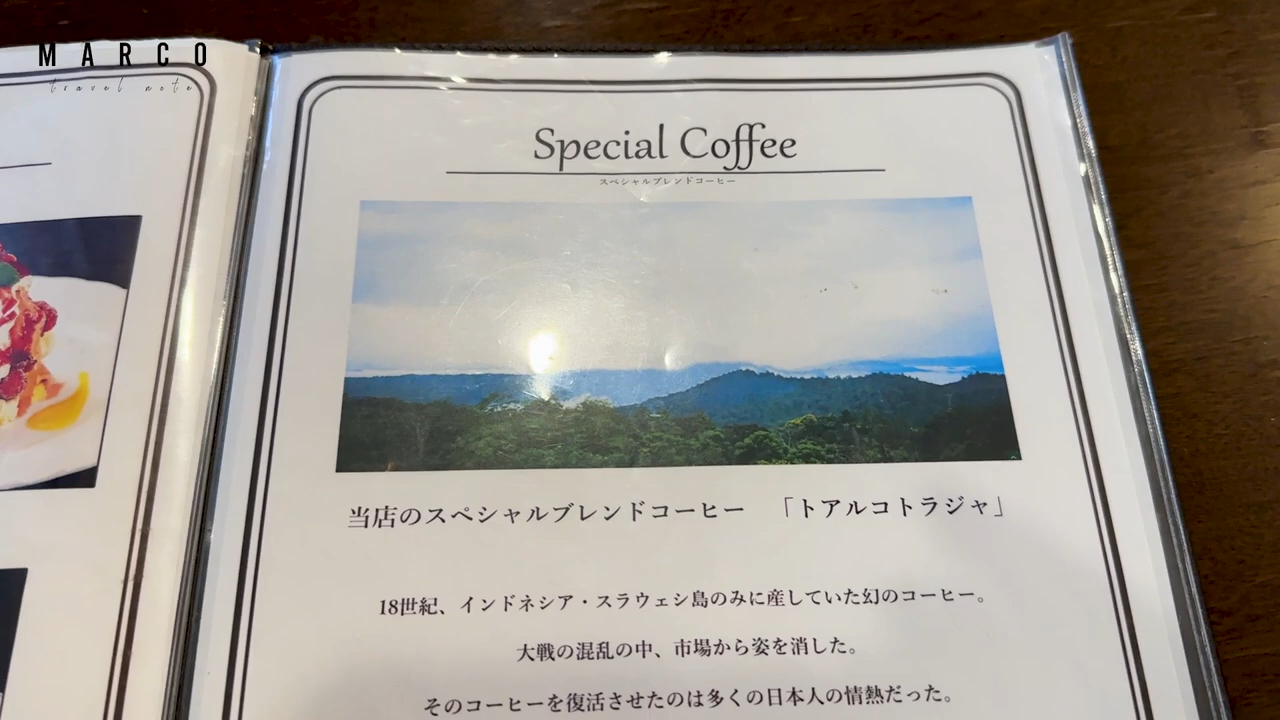 MARCO
travel note
Special Coffee
スペシャルブレンドコーヒー
当店のスペシャルブレンドコーヒー 「トアルコトラジャ」
18世紀、インドネシア・スラウェシ島のみに産していた幻のコーヒー。
大戦の混乱の中、市場から姿を消した。
そのコーヒーを復活させたのは多くの日本人の情熱だった。